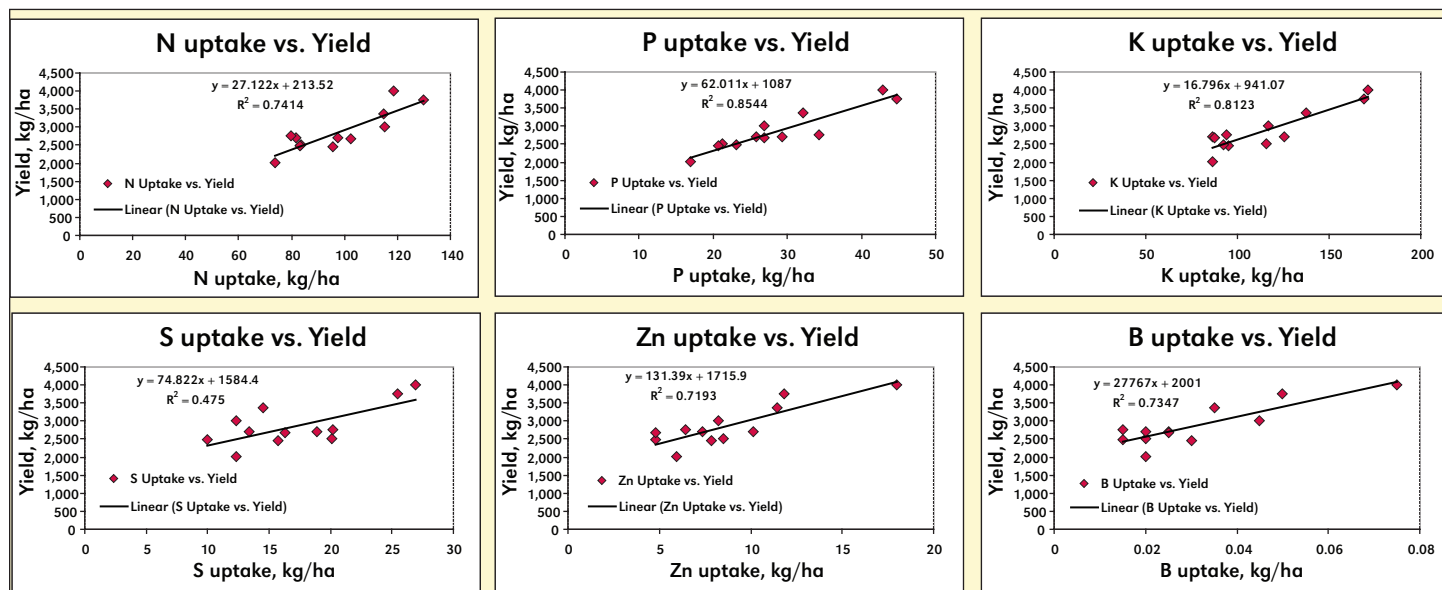 N uptake vs. Yield
y = 27.122x + 213.52
R² = 0.7414
Yield, kg/ha
4,500
4,000
3,500
3,000
2,500
2,000
1,500
1,000
500
0
N Uptake vs. Yield
Linear (N Uptake vs. Yield)
0 20 40 60 80 100 120 140
N uptake, kg/ha
P uptake vs. Yield
y = 62.011x + 1087
R² = 0.8544
Yield, kg/ha
4,500
4,000
3,500
3,000
2,500
2,000
1,500
1,000
500
0
P Uptake vs. Yield
Linear (P Uptake vs. Yield)
0 10 20 30 40 50
P uptake, kg/ha
K uptake vs. Yield
y = 16.796x + 941.07
R² = 0.8123
Yield, kg/ha
4,500
4,000
3,500
3,000
2,500
2,000
1,500
1,000
500
0
K Uptake vs. Yield
Linear (K Uptake vs. Yield)
0 50 100 150 200
K uptake, kg/ha
S uptake vs. Yield
y = 74.822x + 1584.4
R² = 0.475
Yield, kg/ha
4,500
4,000
3,500
3,000
2,500
2,000
1,500
1,000
500
0
S Uptake vs. Yield
Linear (S Uptake vs. Yield)
0 5 10 15 20 25 30
S uptake, kg/ha
Zn uptake vs. Yield
y = 131.39x + 1715.9
R² = 0.7193
Yield, kg/ha
4,500
4,000
3,500
3,000
2,500
2,000
1,500
1,000
500
0
Zn Uptake vs. Yield
Linear (Zn Uptake vs. Yield)
0 5 10 15 20
Zn uptake, kg/ha
B uptake vs. Yield
y = 27767x + 2001
R² = 0.7347
Yield, kg/ha
4,500
4,000
3,500
3,000
2,500
2,000
1,500
1,000
500
0
B Uptake vs. Yield
Linear (B Uptake vs. Yield)
0 0.02 0.04 0.06 0.08
B uptake, kg/ha